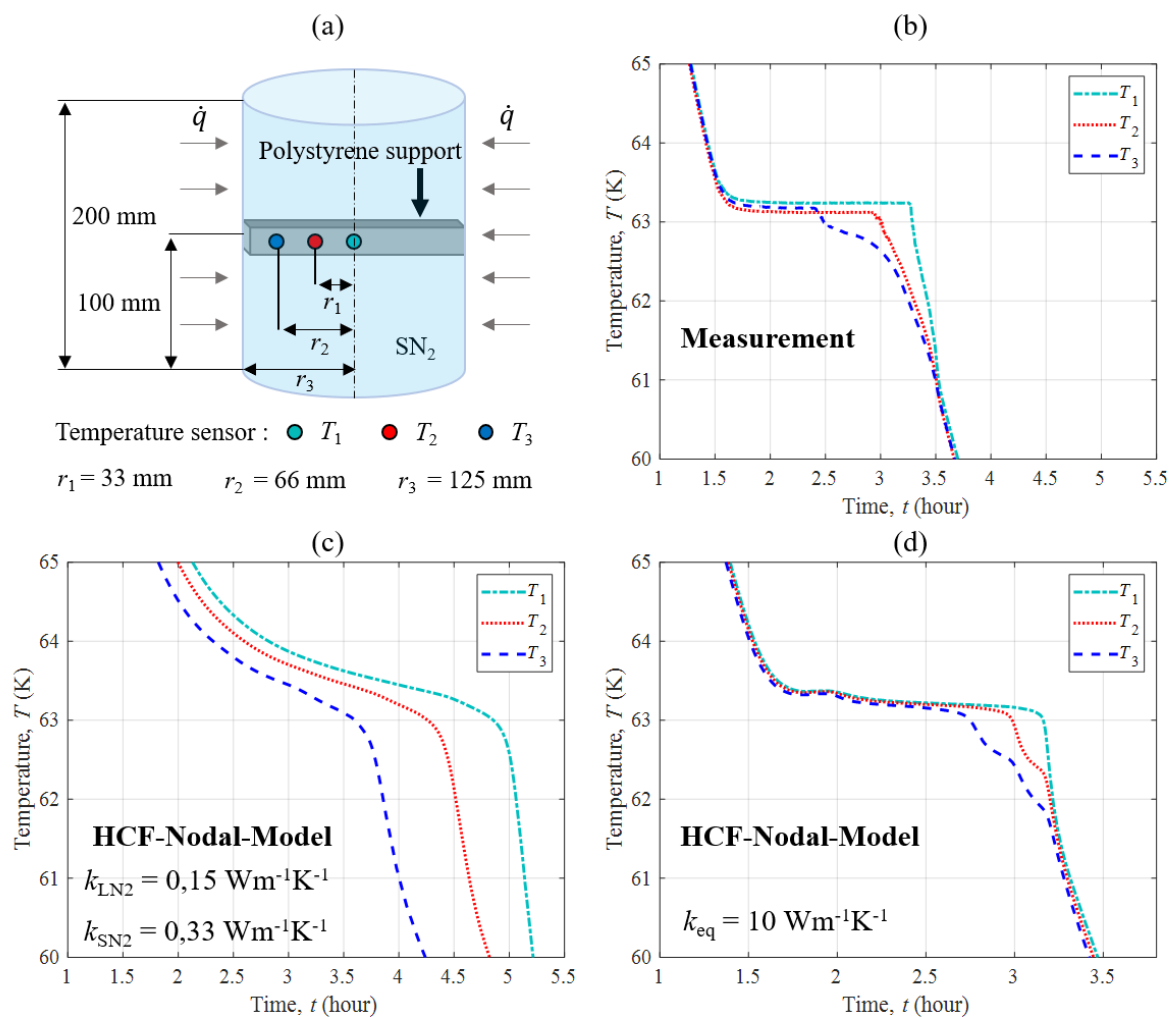 (a)
q̇
q̇
Polystyrene support
200 mm
100 mm
r₁
r₂
r₃
SN₂
Temperature sensor : T₁ T₂ T₃
r₁ = 33 mm r₂ = 66 mm r₃ = 125 mm
(b)
65
64
63
62
61
60
Temperature, T (K)
T₁
T₂
T₃
Measurement
1 1.5 2 2.5 3 3.5 4 4.5 5 5.5
Time, t (hour)
(c)
65
64
63
62
61
60
Temperature, T (K)
T₁
T₂
T₃
HCF-Nodal-Model
k_LN2 = 0,15 Wm⁻¹K⁻¹
k_SN2 = 0,33 Wm⁻¹K⁻¹
1 1.5 2 2.5 3 3.5 4 4.5 5 5.5
Time, t (hour)
(d)
65
64
63
62
61
60
Temperature, T (K)
T₁
T₂
T₃
HCF-Nodal-Model
k_eq = 10 Wm⁻¹K⁻¹
1 1.5 2 2.5 3 3.5
Time, t (hour)